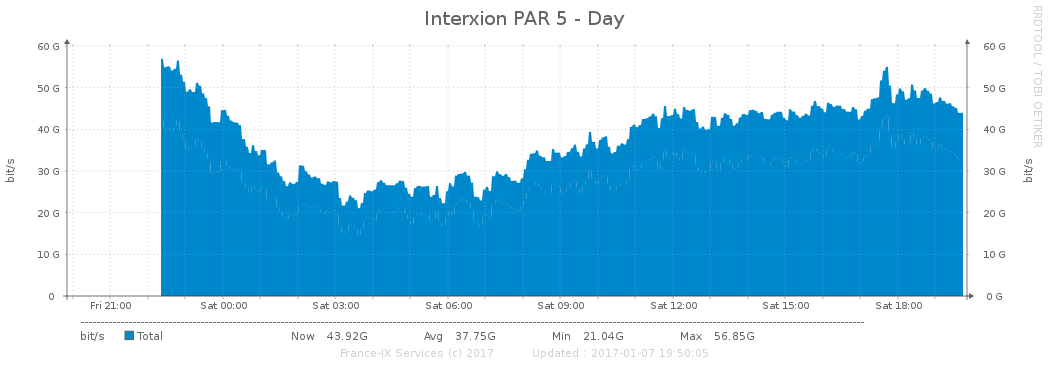 Interxion PAR 5 - Day
RRDTOOL / TOBI OETIKER
60 G 60 G
50 G 50 G
40 G 40 G
30 G 30 G
20 G 20 G
10 G 10 G
0 0 G
bit/s
bit/s
Fri 21:00 Sat 00:00 Sat 03:00 Sat 06:00 Sat 09:00 Sat 12:00 Sat 15:00 Sat 18:00
bit/s Total Now 43.92G Avg 37.75G Min 21.04G Max 56.85G
France-IX Services (c) 2017 Updated : 2017-01-07 19:50:05